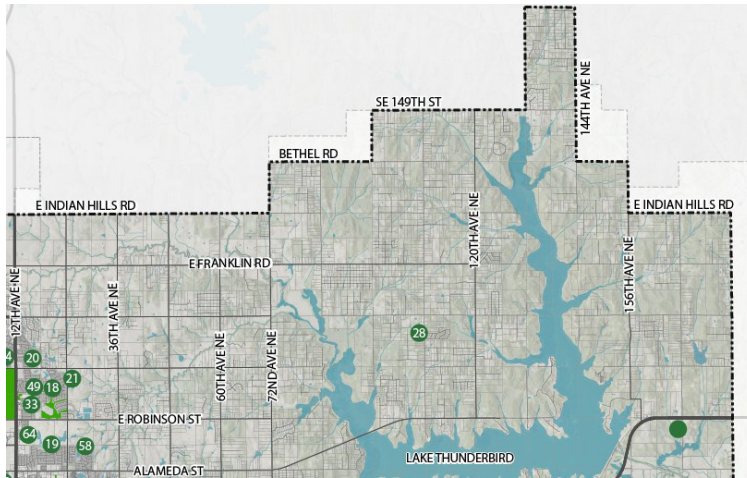 144TH AVE NE
SE 149TH ST
BETHEL RD
E INDIAN HILLS RD
E INDIAN HILLS RD
120TH AVE NE
156TH AVE NE
E FRANKLIN RD
12TH AVE NE
36TH AVE NE
60TH AVE NE
72ND AVE NE
28
4
20
21
49
18
33
E ROBINSON ST
64
19
58
LAKE THUNDERBIRD
ALAMEDA ST